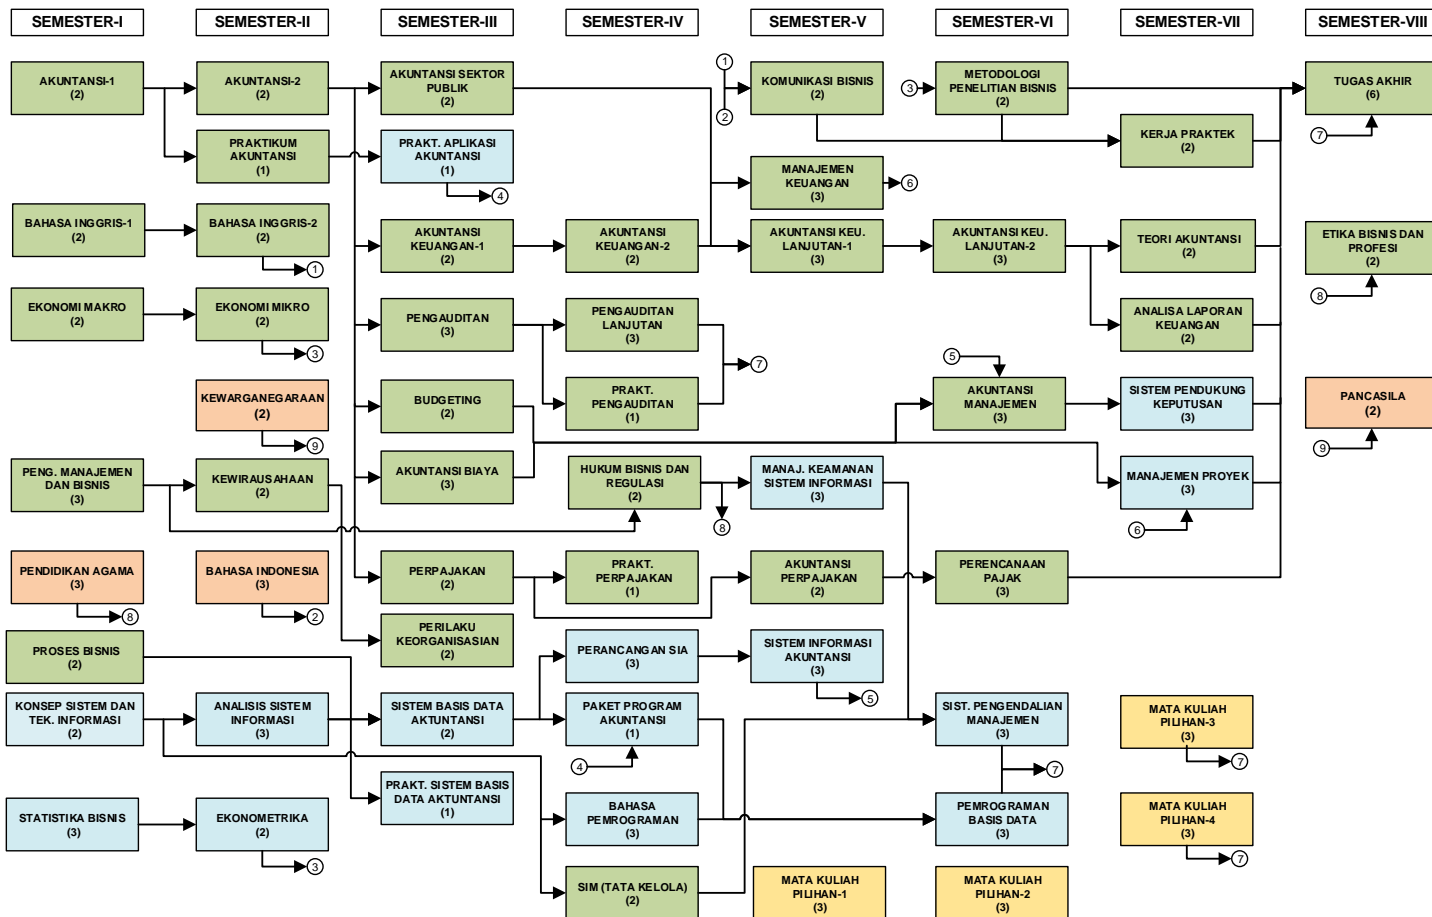 SEMESTER-I
SEMESTER-II
SEMESTER-III
SEMESTER-IV
SEMESTER-V
SEMESTER-VI
SEMESTER-VII
SEMESTER-VIII
AKUNTANSI-1
(2)
AKUNTANSI-2
(2)
AKUNTANSI SEKTOR
PUBLIK
(2)
1
2
KOMUNIKASI BISNIS
(2)
3
METODOLOGI
PENELITIAN BISNIS
(2)
TUGAS AKHIR
(6)
7
PRAKTIKUM
AKUNTANSI
(1)
PRAKT. APLIKASI
AKUNTANSI
(1)
4
MANAJEMEN
KEUANGAN
(3)
6
KERJA PRAKTEK
(2)
BAHASA INGGRIS-1
(2)
BAHASA INGGRIS-2
(2)
1
AKUNTANSI
KEUANGAN-1
(2)
AKUNTANSI
KEUANGAN-2
(2)
AKUNTANSI KEU.
LANJUTAN-1
(3)
AKUNTANSI KEU.
LANJUTAN-2
(3)
TEORI AKUNTANSI
(2)
ETIKA BISNIS DAN
PROFESI
(2)
8
EKONOMI MAKRO
(2)
EKONOMI MIKRO
(2)
3
PENGAUDITAN
(3)
PENGAUDITAN
LANJUTAN
(3)
7
ANALISA LAPORAN
KEUANGAN
(2)
KEWARGANEGARAAN
(2)
9
BUDGETING
(2)
PRAKT.
PENGAUDITAN
(1)
5
AKUNTANSI
MANAJEMEN
(3)
SISTEM PENDUKUNG
KEPUTUSAN
(3)
PANCASILA
(2)
9
PENG. MANAJEMEN
DAN BISNIS
(3)
KEWIRAUSAHAAN
(2)
AKUNTANSI BIAYA
(3)
HUKUM BISNIS DAN
REGULASI
(2)
8
MANAJ. KEAMANAN
SISTEM INFORMASI
(3)
MANAJEMEN PROYEK
(3)
6
PENDIDIKAN AGAMA
(3)
8
BAHASA INDONESIA
(3)
2
PERPAJAKAN
(2)
PRAKT.
PERPAJAKAN
(1)
AKUNTANSI
PERPAJAKAN
(2)
PERENCANAAN
PAJAK
(3)
PROSES BISNIS
(2)
PERILAKU
KEORGANISASIAN
(2)
PERANCANGAN SIA
(3)
SISTEM INFORMASI
AKUNTANSI
(3)
5
KONSEP SISTEM DAN
TEK. INFORMASI
(2)
ANALISIS SISTEM
INFORMASI
(3)
SISTEM BASIS DATA
AKTUNTANSI
(2)
PAKET PROGRAM
AKUNTANSI
(1)
4
SIST. PENGENDALIAN
MANAJEMEN
(3)
7
MATA KULIAH
PILIHAN-3
(3)
7
STATISTIKA BISNIS
(3)
EKONOMETRIKA
(2)
3
PRAKT. SISTEM BASIS
DATA AKTUNTANSI
(1)
BAHASA
PEMROGRAMAN
(3)
PEMROGRAMAN
BASIS DATA
(3)
MATA KULIAH
PILIHAN-4
(3)
7
SIM (TATA KELOLA)
(2)
MATA KULIAH
PILIHAN-1
(3)
MATA KULIAH
PILIHAN-2
(3)